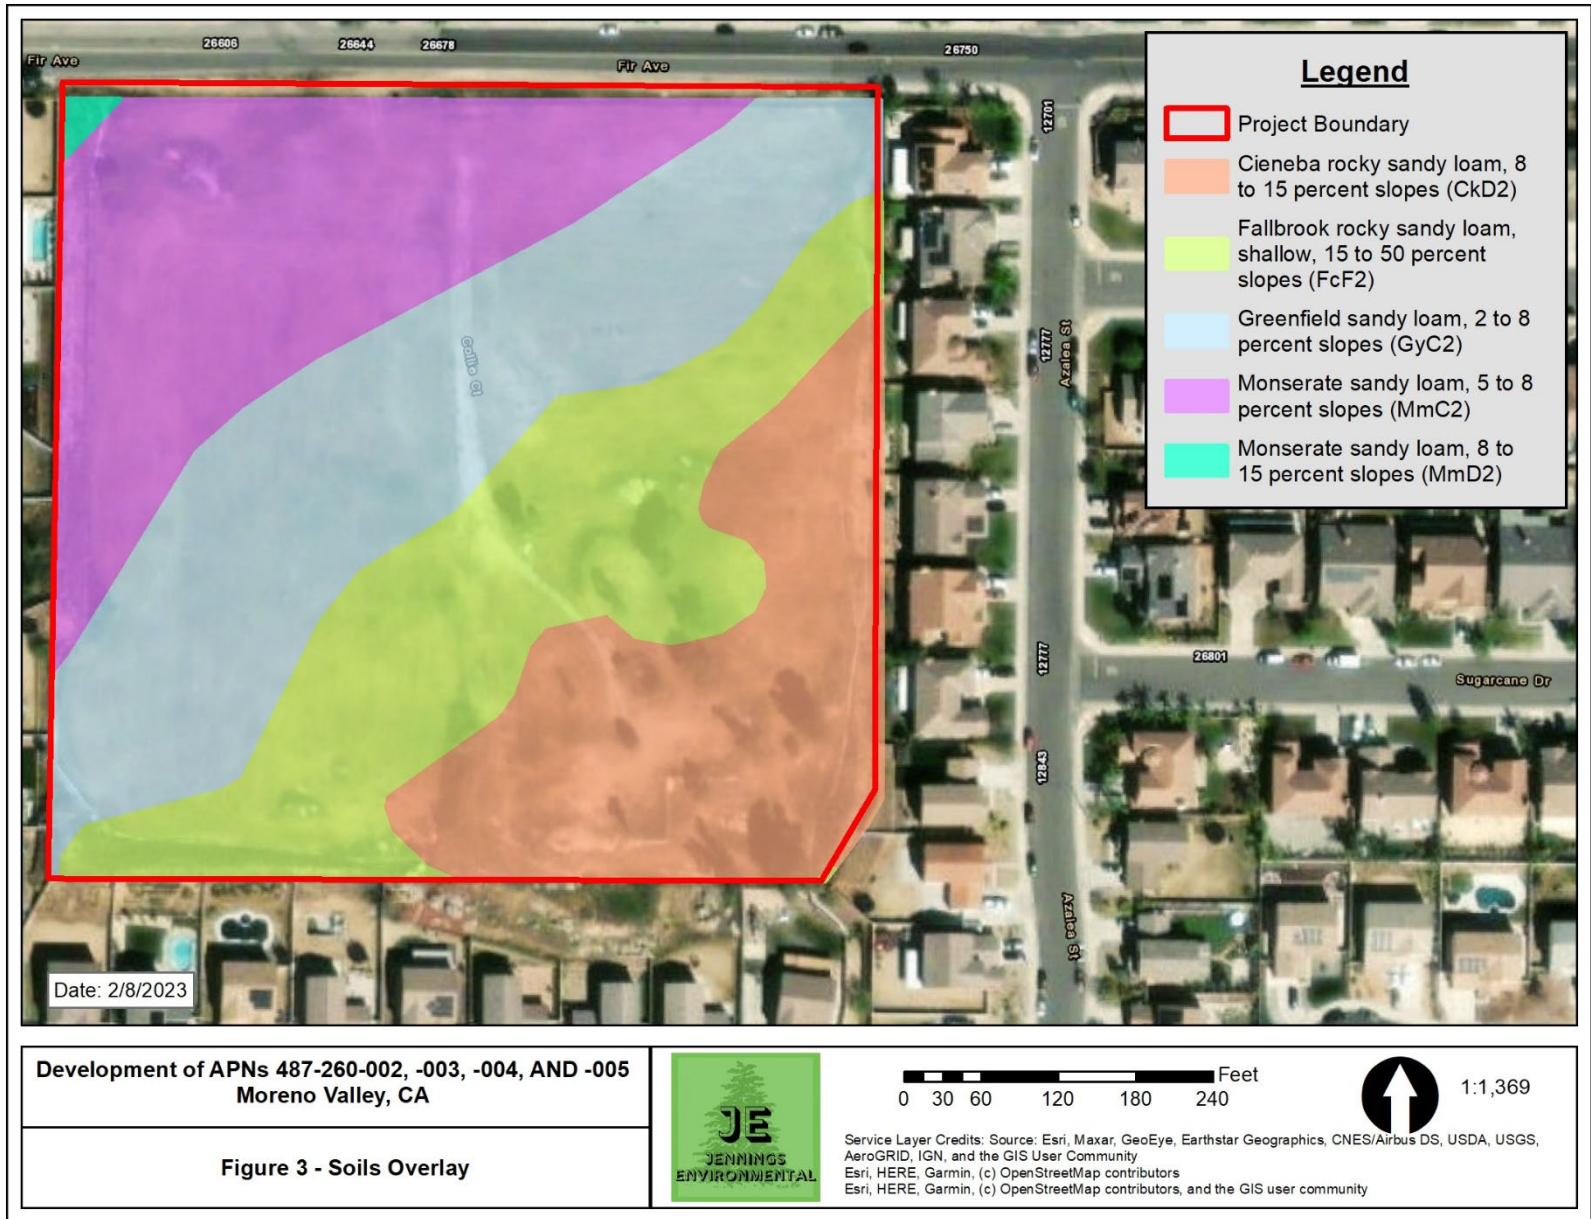 26606
26644
26678
26750
Fir Ave
Fir Ave
12701
Collie Ct
12777
Azalea St
12777
26801
Sugarcane Dr
12843
Azalea St
Legend
Project Boundary
Cieneba rocky sandy loam, 8
to 15 percent slopes (CkD2)
Fallbrook rocky sandy loam,
shallow, 15 to 50 percent
slopes (FcF2)
Greenfield sandy loam, 2 to 8
percent slopes (GyC2)
Monserate sandy loam, 5 to 8
percent slopes (MmC2)
Monserate sandy loam, 8 to
15 percent slopes (MmD2)
Date: 2/8/2023
Development of APNs 487-260-002, -003, -004, AND -005
Moreno Valley, CA
Figure 3 - Soils Overlay
JE
JENNINGS
ENVIRONMENTAL
Feet
0 30 60 120 180 240
1:1,369
Service Layer Credits: Source: Esri, Maxar, GeoEye, Earthstar Geographics, CNES/Airbus DS, USDA, USGS,
AeroGRID, IGN, and the GIS User Community
Esri, HERE, Garmin, (c) OpenStreetMap contributors
Esri, HERE, Garmin, (c) OpenStreetMap contributors, and the GIS user community